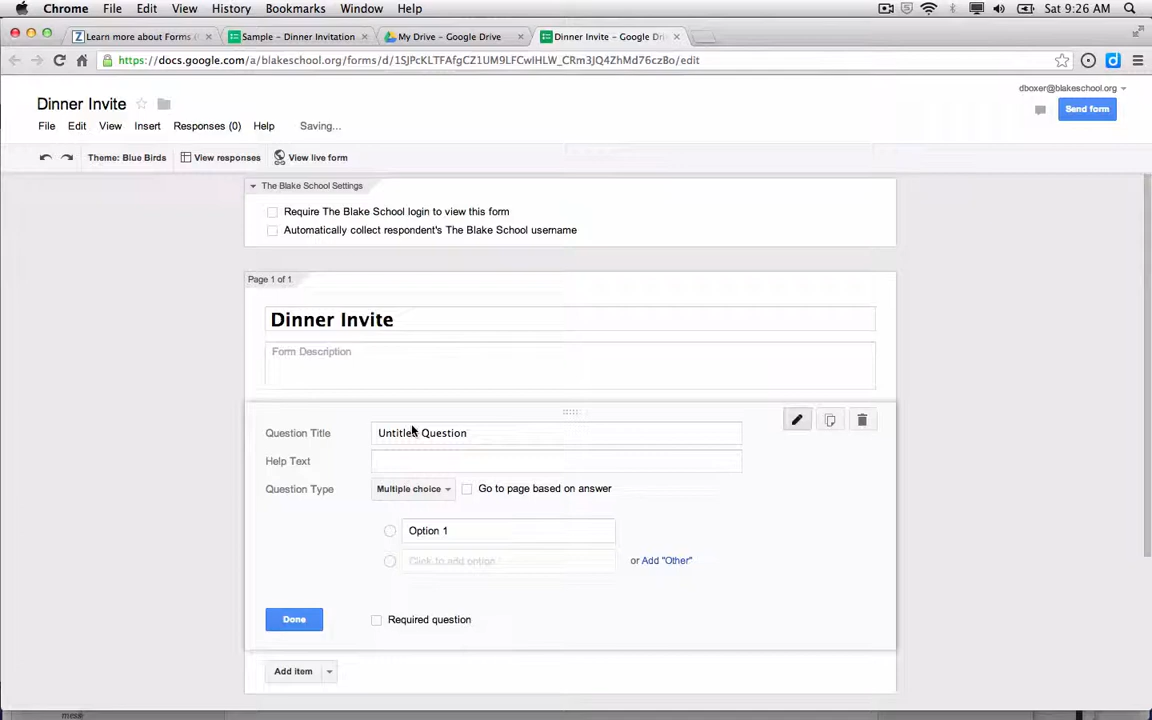 Chrome File Edit View History Bookmarks Window Help Sat 9:26 AM
Learn more about Forms Sample – Dinner Invitation My Drive – Google Drive Dinner Invite – Google Dri
https://docs.google.com/a/blakeschool.org/forms/d/1SJPcKLTFAfgCZ1UM9LFCwIHLW_CRm3JQ4ZhMd76czBo/edit
dboxer@blakeschool.org
Dinner Invite
Send form
File Edit View Insert Responses (0) Help Saving...
Theme: Blue Birds View responses View live form
The Blake School Settings
Require The Blake School login to view this form
Automatically collect respondent's The Blake School username
Page 1 of 1
Dinner Invite
Form Description
Question Title Untitled Question
Help Text
Question Type Multiple choice Go to page based on answer
Option 1
Click to add option or Add "Other"
Done Required question
Add item
mess